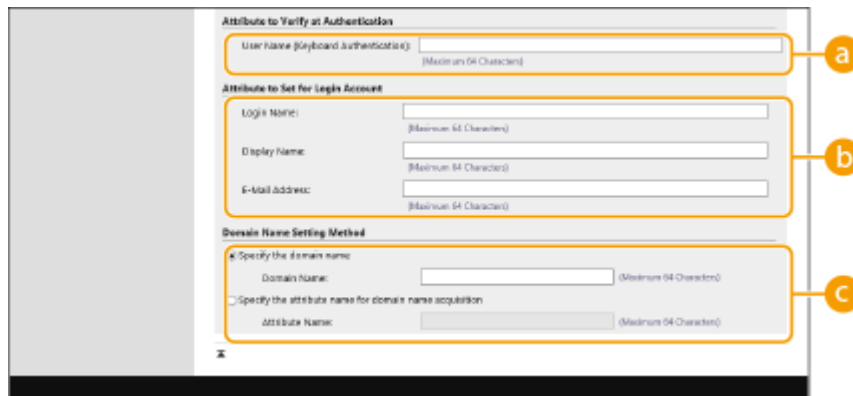 Attribute to Verify at Authentication
User Name (Keyboard Authentication):
(Maximum 64 Characters)
a
Attribute to Set for Login Account
Login Name:
(Maximum 64 Characters)
Display Name:
(Maximum 64 Characters)
b
E-Mail Address:
(Maximum 64 Characters)
Domain Name Setting Method
Specify the domain name
Domain Name: (Maximum 64 Characters)
Specify the attribute name for domain name acquisition
c
Attribute Name: (Maximum 64 Characters)